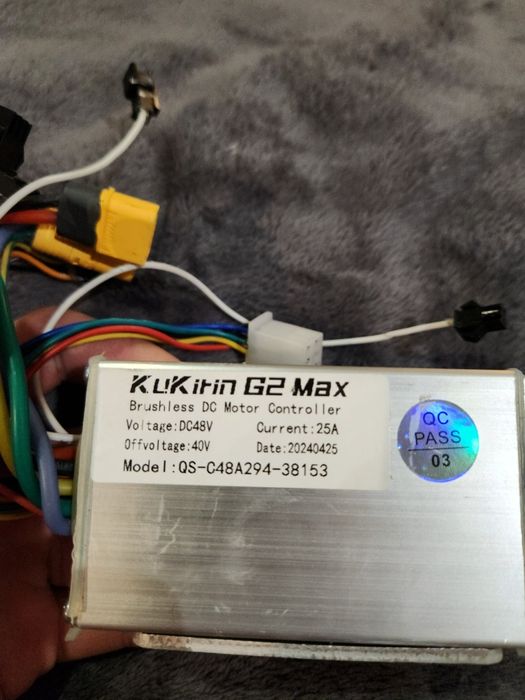 KuKirin G2 Max
Brushless DC Motor Controller
Voltage:DC48V Current:25A
Offvoltage:40V Date:20240425
Model:QS-C48A294-38153
QC
PASS
03